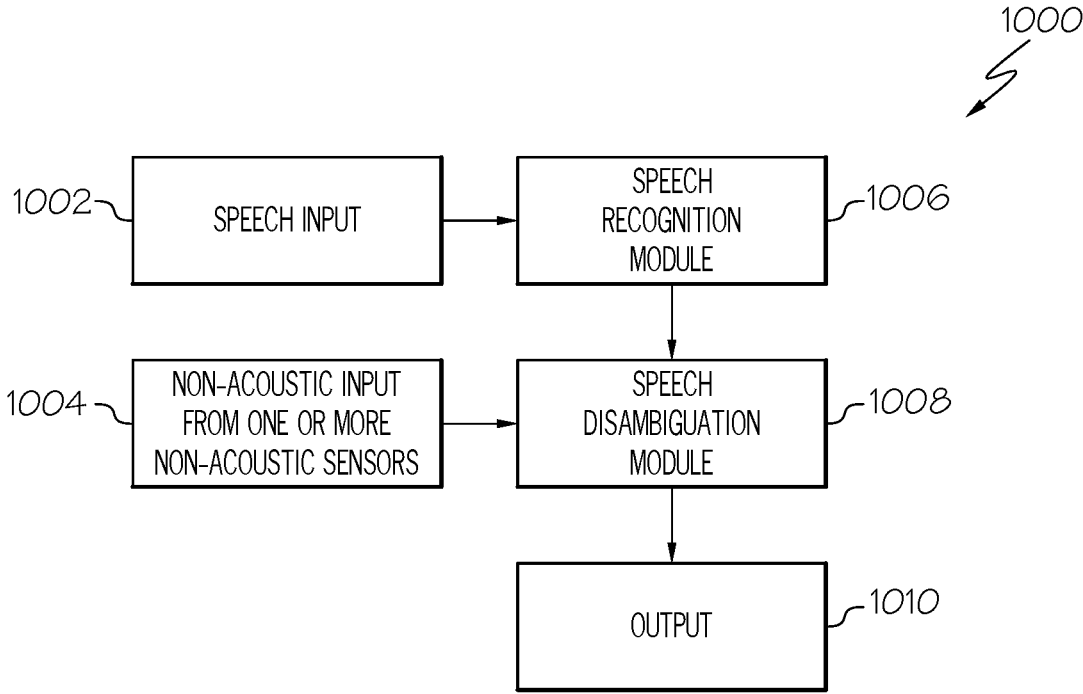 1000
1002
SPEECH INPUT
SPEECH
RECOGNITION
MODULE
1006
1004
NON-ACOUSTIC INPUT
FROM ONE OR MORE
NON-ACOUSTIC SENSORS
SPEECH
DISAMBIGUATION
MODULE
1008
OUTPUT
1010